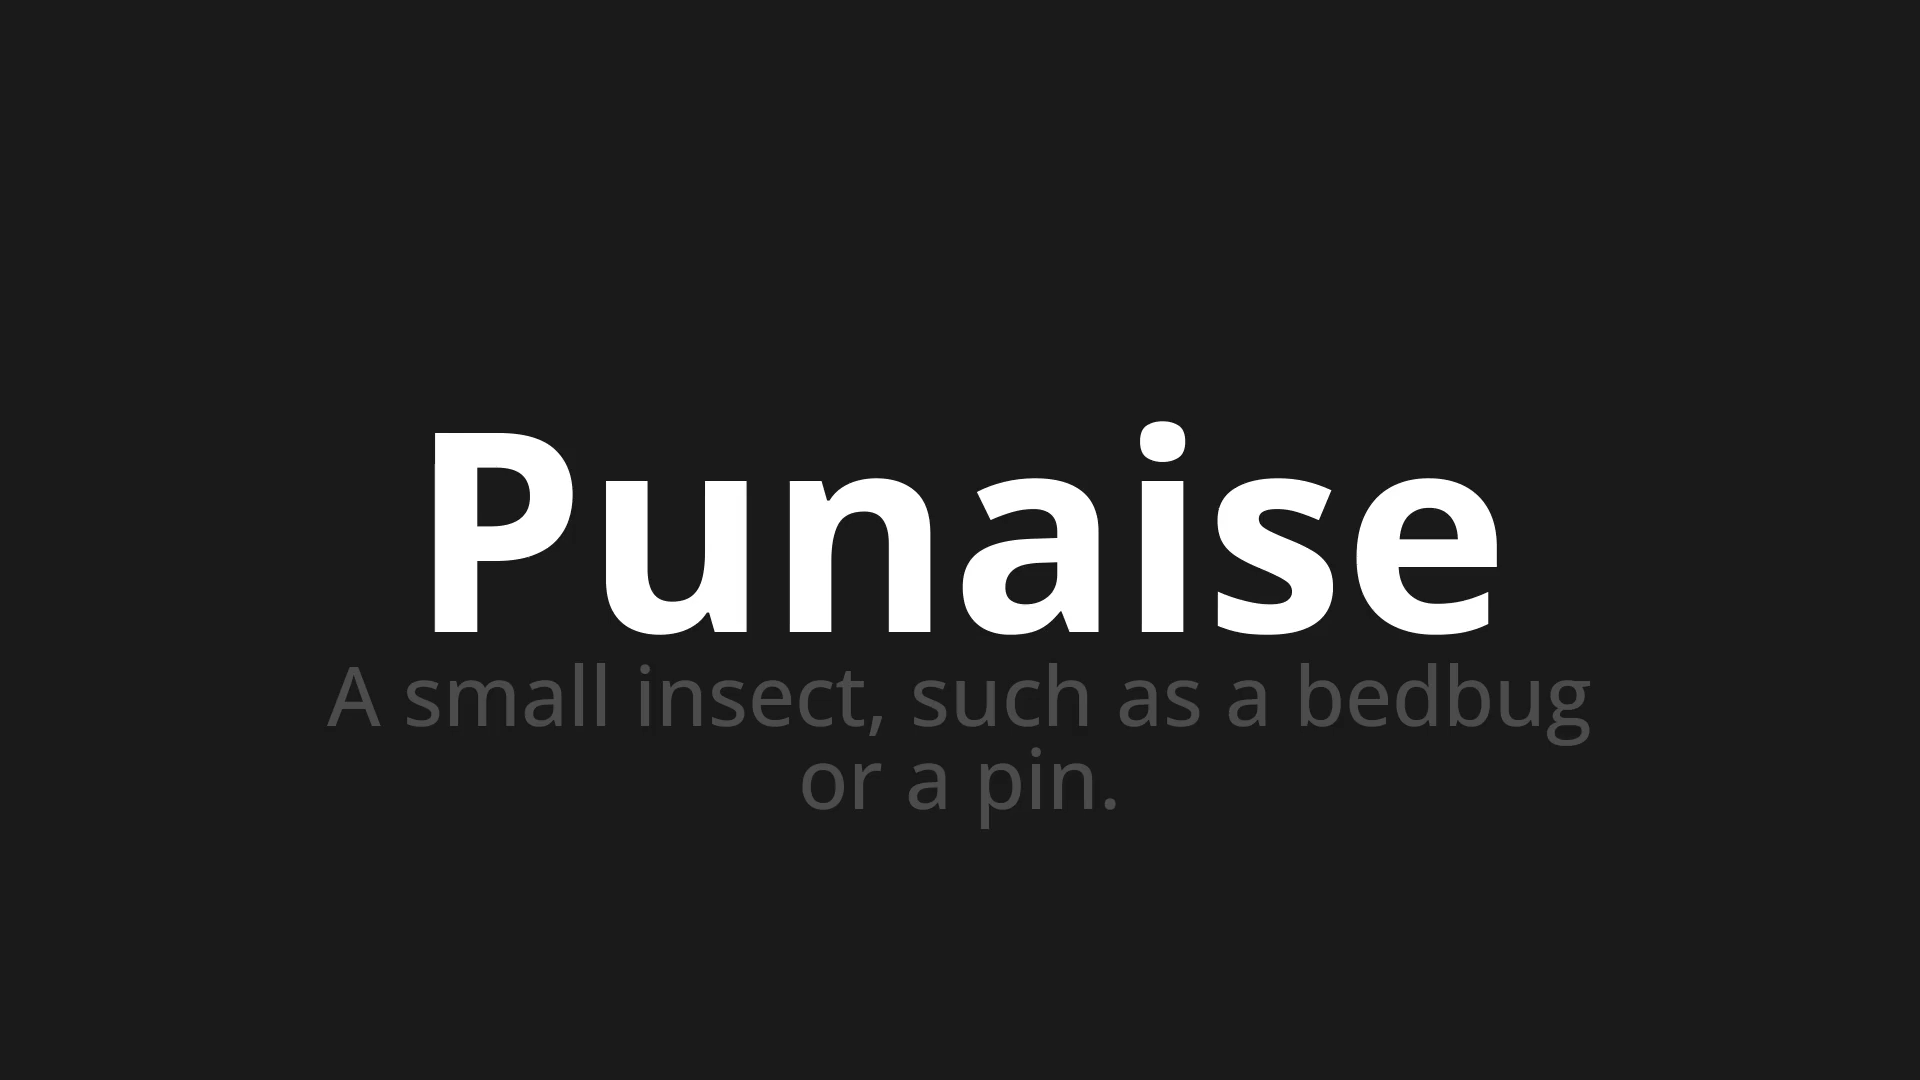 Punaise
A small insect, such as a bedbug
or a pin.